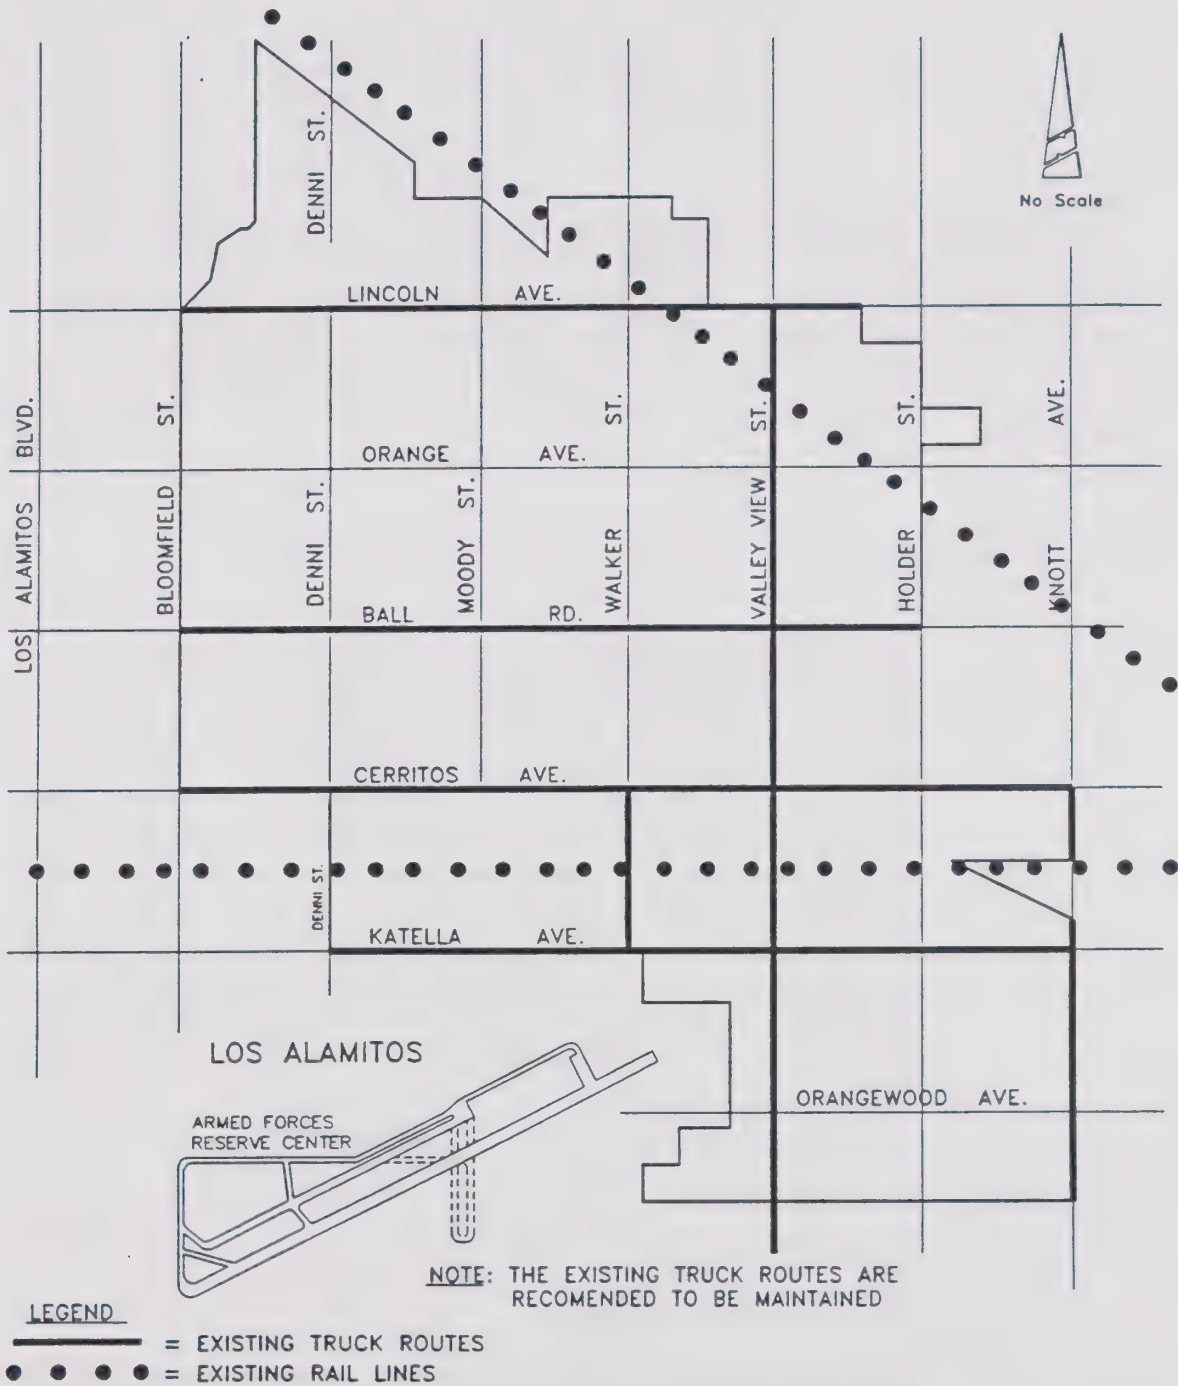 No Scale
DENNI ST.
LINCOLN AVE.
LOS ALAMITOS BLVD.
BLOOMFIELD ST.
DENNI ST.
MOODY ST.
WALKER ST.
VALLEY VIEW ST.
HOLDER ST.
KNOTT AVE.
ORANGE AVE.
BALL RD.
CERRITOS AVE.
DENNI ST.
KATELLA AVE.
LOS ALAMITOS
ARMED FORCES
RESERVE CENTER
ORANGEWOOD AVE.
NOTE: THE EXISTING TRUCK ROUTES ARE
RECOMENDED TO BE MAINTAINED
LEGEND
= EXISTING TRUCK ROUTES
= EXISTING RAIL LINES